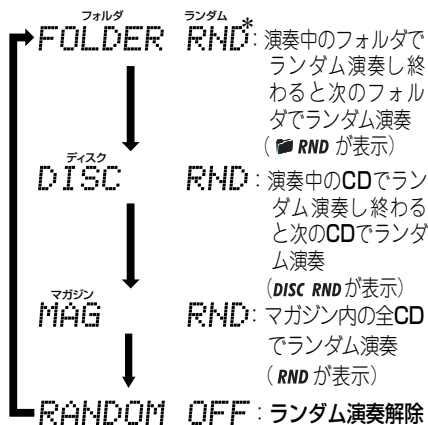 フォルダ ランダム
FOLDER RND*: 演奏中のフォルダで
ランダム演奏し終
わると次のフォル
ダでランダム演奏
( RND が表示)
ディスク
DISC RND : 演奏中のCDでラン
ダム演奏し終わる
と次のCDでランダ
ム演奏
(DISC RNDが表示)
マガジン
MAG RND: マガジン内の全CD
でランダム演奏
( RND が表示)
RANDOM OFF : ランダム演奏解除